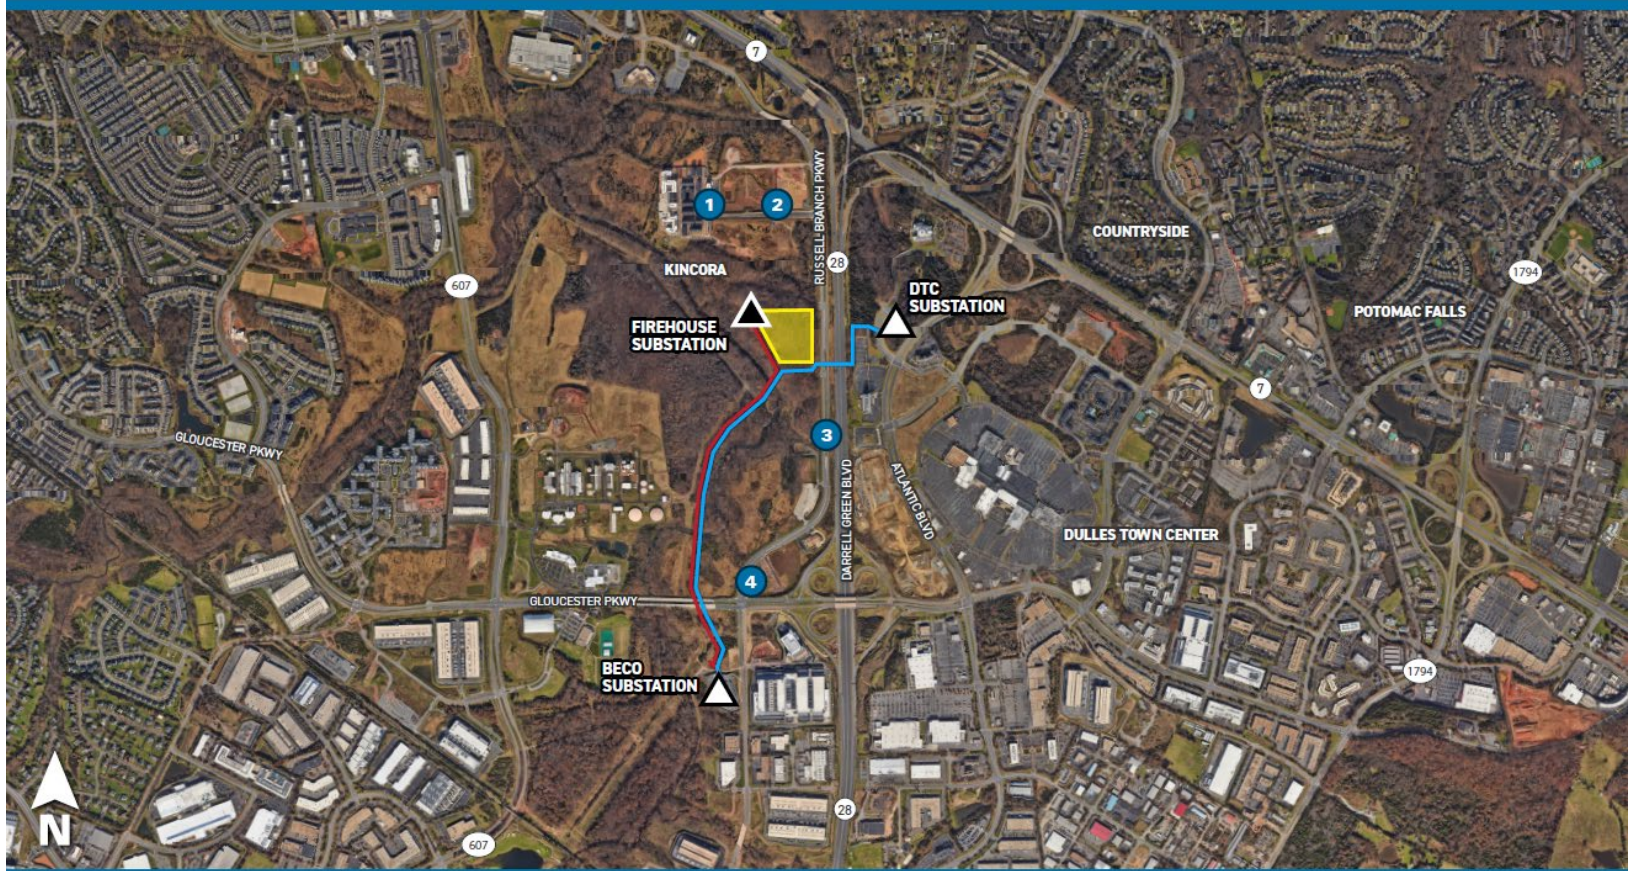 7
RUSSELL BRANCH PKWY
1
2
COUNTRYSIDE
28
KINCORA
1794
607
DTC
SUBSTATION
POTOMAC FALLS
FIREHOUSE
SUBSTATION
7
3
GLOUCESTER PKWY
ATLANTIC BLVD
DARRELL GREEN BLVD
DULLES TOWN CENTER
4
GLOUCESTER PKWY
BECO
SUBSTATION
1794
28
N
607